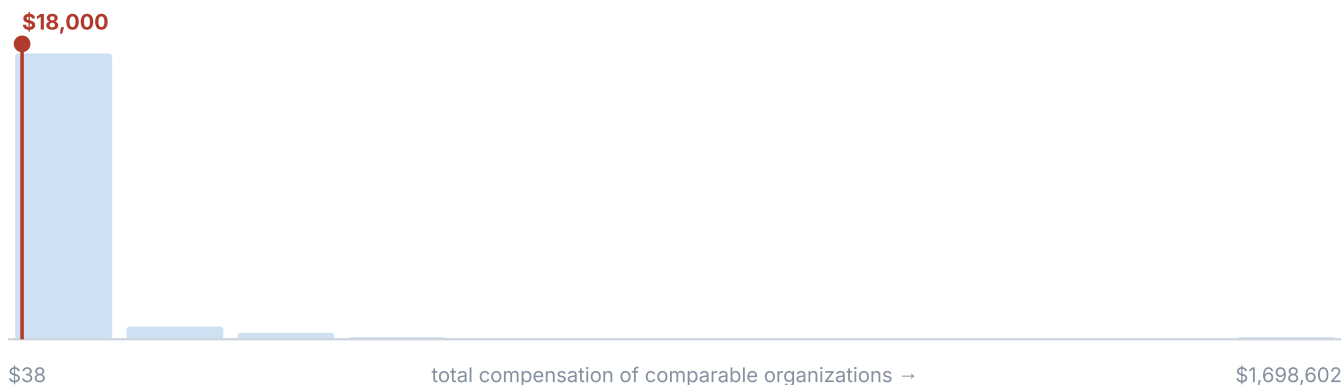 $18,000
$38
total compensation of comparable organizations →
$1,698,602